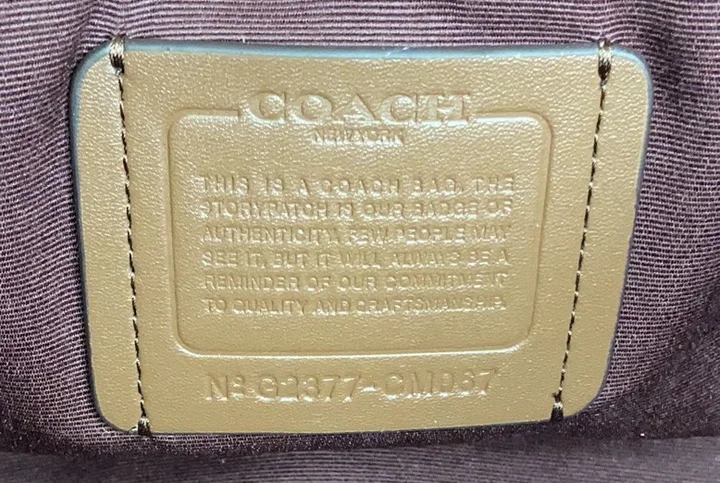 COACH
NEW YORK
THIS IS A COACH BAG. THE
STORYPATCH IS OUR BADGE OF
AUTHENTICITY. FEW PEOPLE MAY
SEE IT, BUT IT WILL ALWAYS BE A
REMINDER OF OUR COMMITMENT
TO QUALITY AND CRAFTSMANSHIP.
Nº G2377-CM067